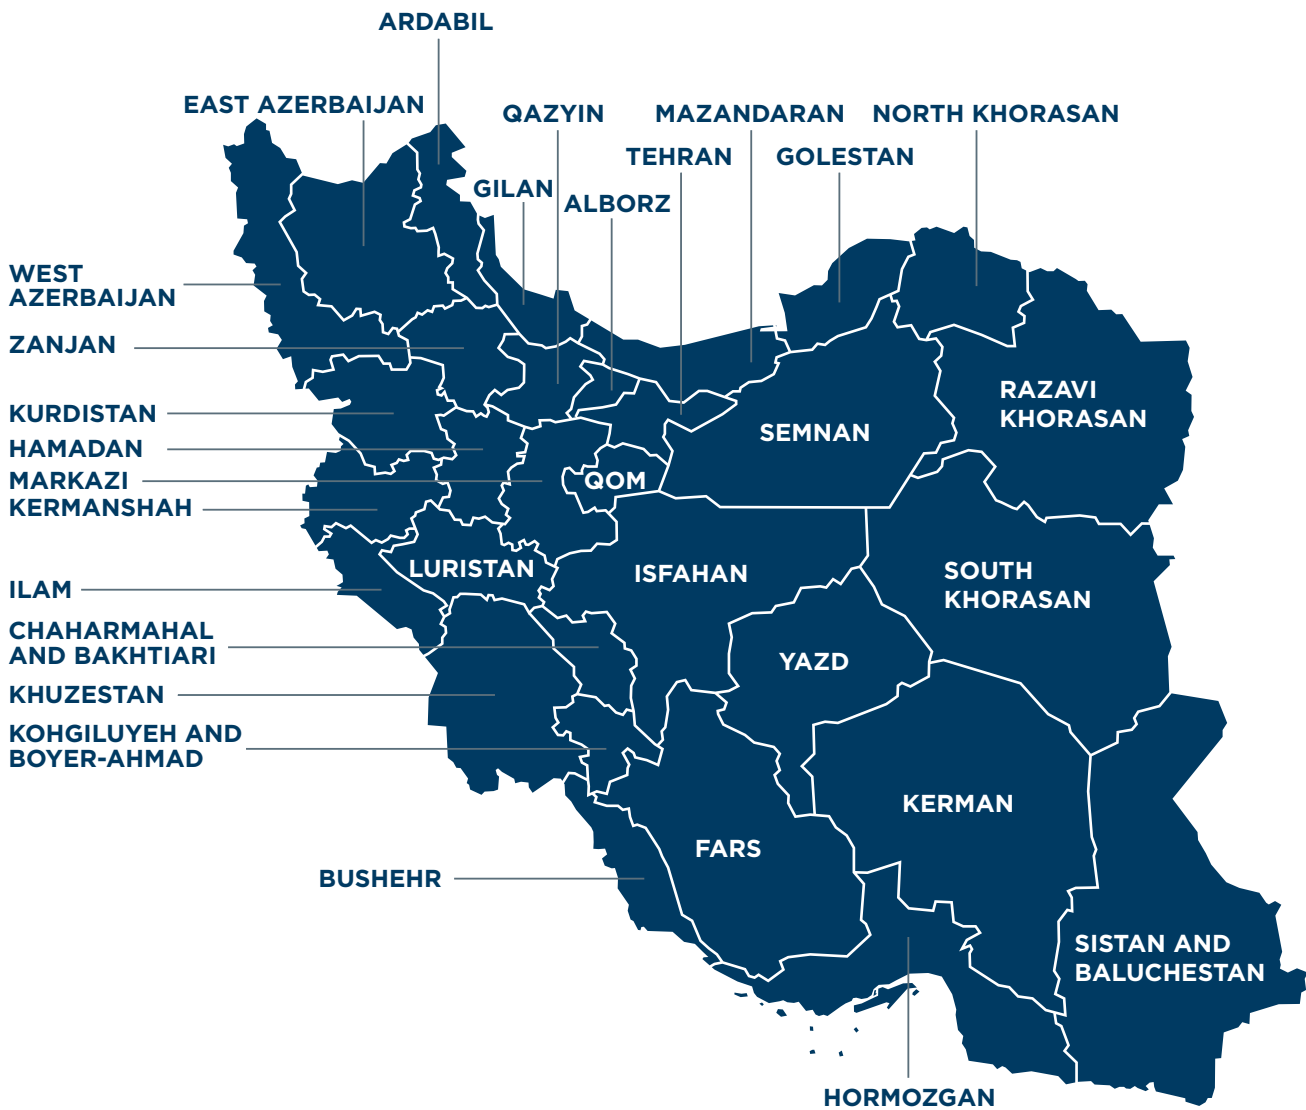 ARDABIL
EAST AZERBAIJAN
QAZYIN
MAZANDARAN
NORTH KHORASAN
TEHRAN
GOLESTAN
GILAN
ALBORZ
WEST
AZERBAIJAN
ZANJAN
KURDISTAN
HAMADAN
MARKAZI
KERMANSHAH
ILAM
CHAHARMAHAL
AND BAKHTIARI
KHUZESTAN
KOHGILUYEH AND
BOYER-AHMAD
BUSHEHR
HORMOZGAN
RAZAVI
KHORASAN
SEMNAN
QOM
LURISTAN
ISFAHAN
SOUTH
KHORASAN
YAZD
KERMAN
FARS
SISTAN AND
BALUCHESTAN